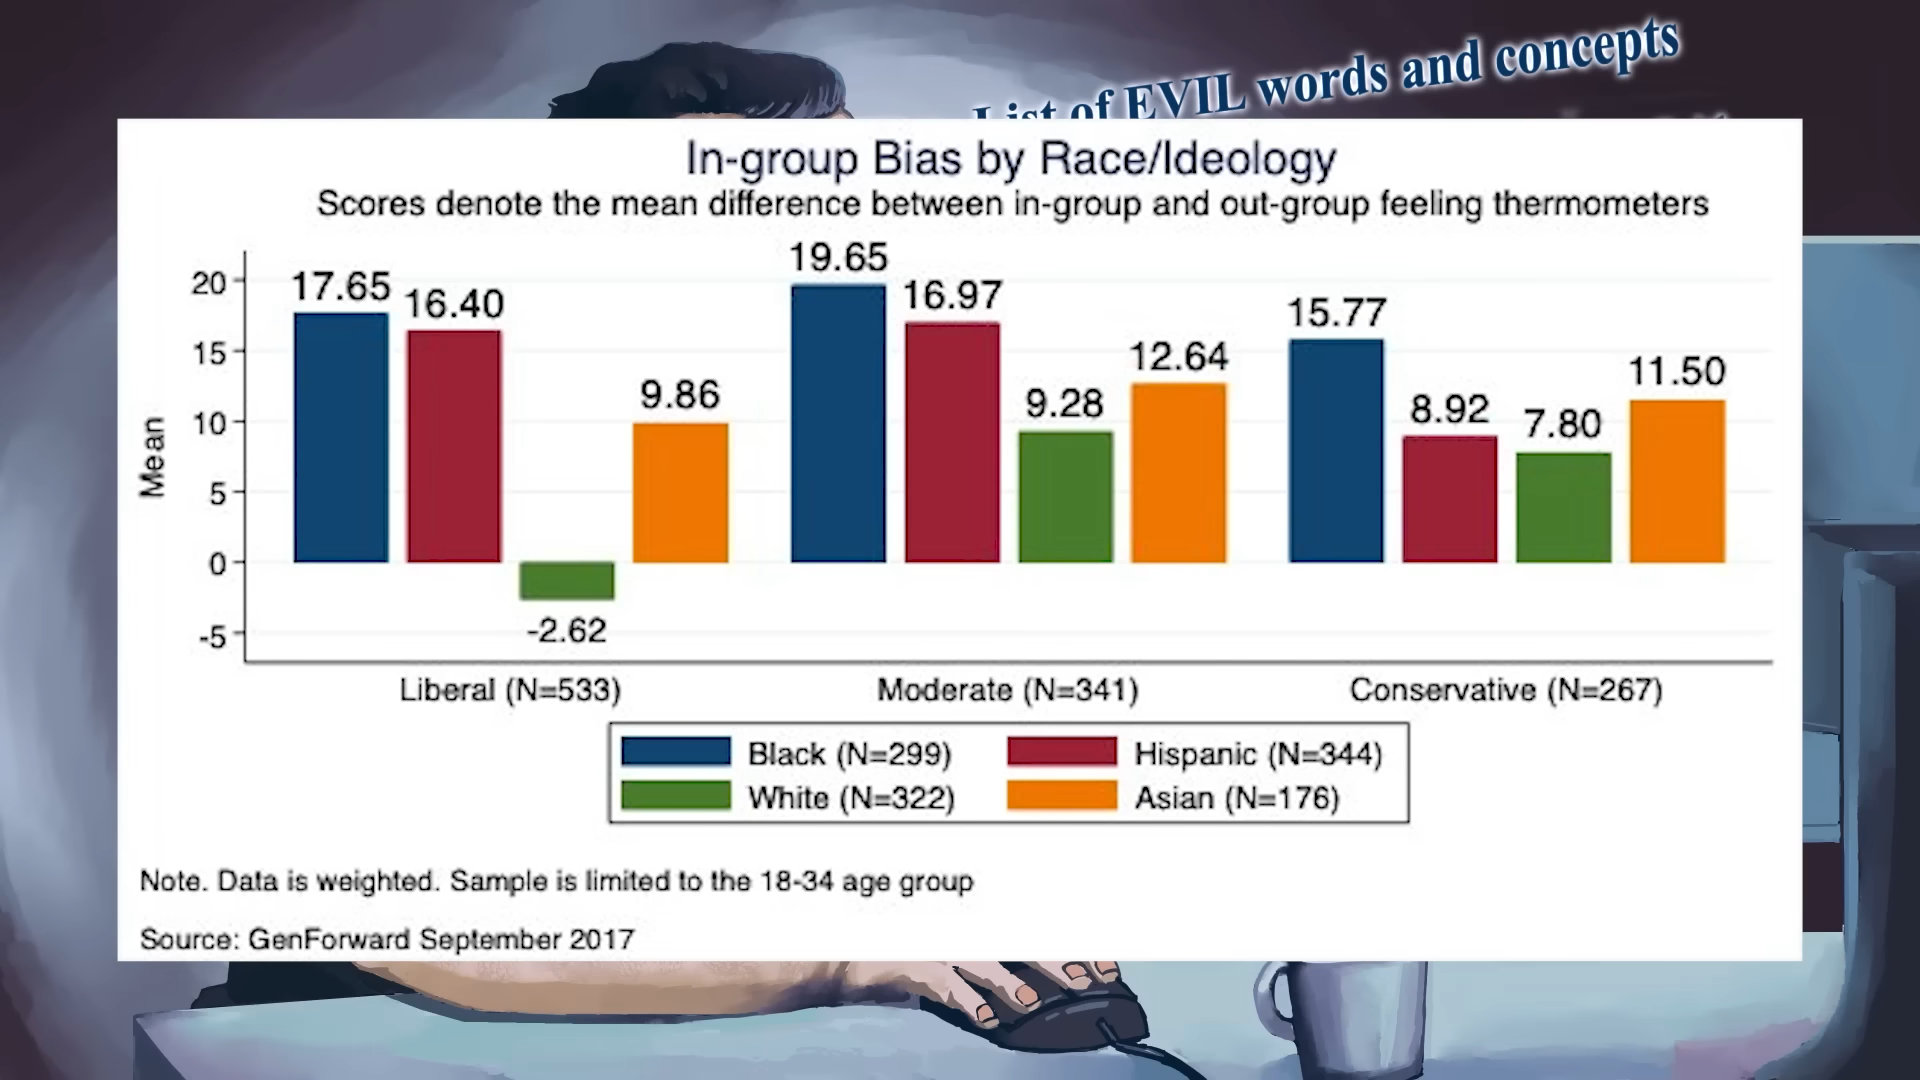 List of EVIL words and concepts
In-group Bias by Race/Ideology
Scores denote the mean difference between in-group and out-group feeling thermometers
Mean
20
15
10
5
0
-5
17.65
16.40
-2.62
9.86
19.65
16.97
9.28
12.64
15.77
8.92
7.80
11.50
Liberal (N=533)
Moderate (N=341)
Conservative (N=267)
Black (N=299)
Hispanic (N=344)
White (N=322)
Asian (N=176)
Note. Data is weighted. Sample is limited to the 18-34 age group
Source: GenForward September 2017